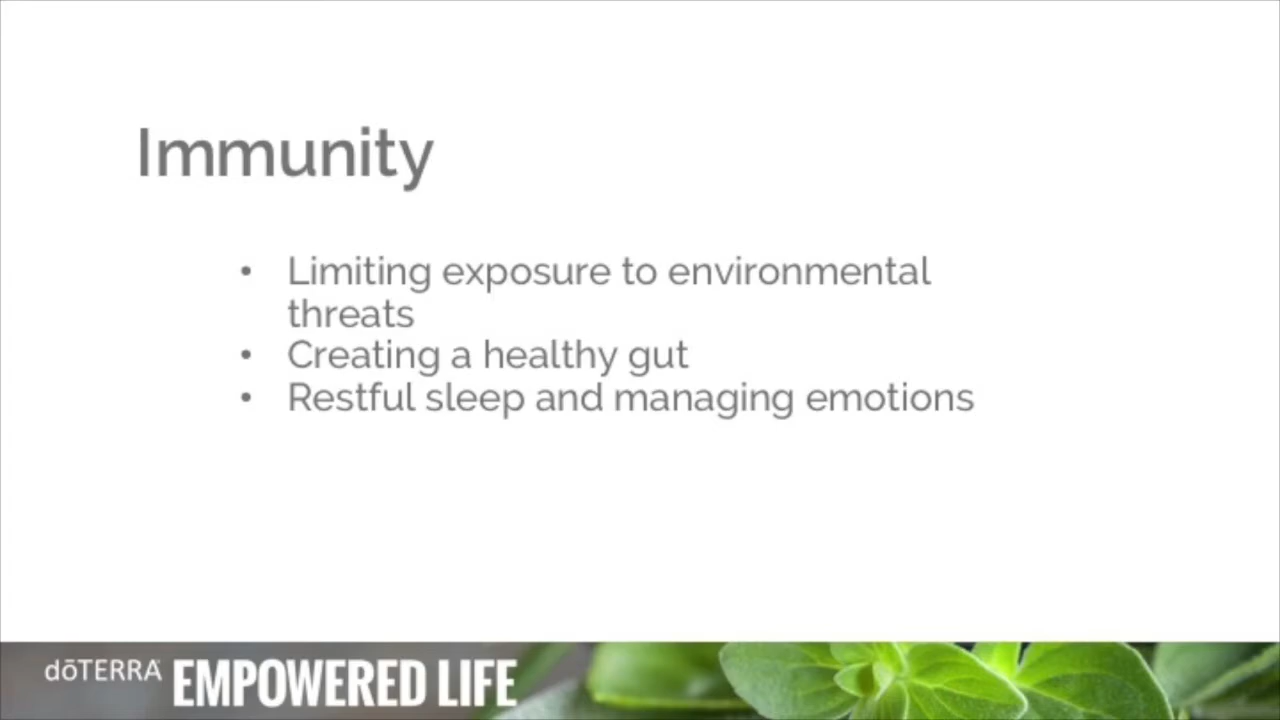 Immunity
• Limiting exposure to environmental
threats
• Creating a healthy gut
• Restful sleep and managing emotions
dōTERRA EMPOWERED LIFE